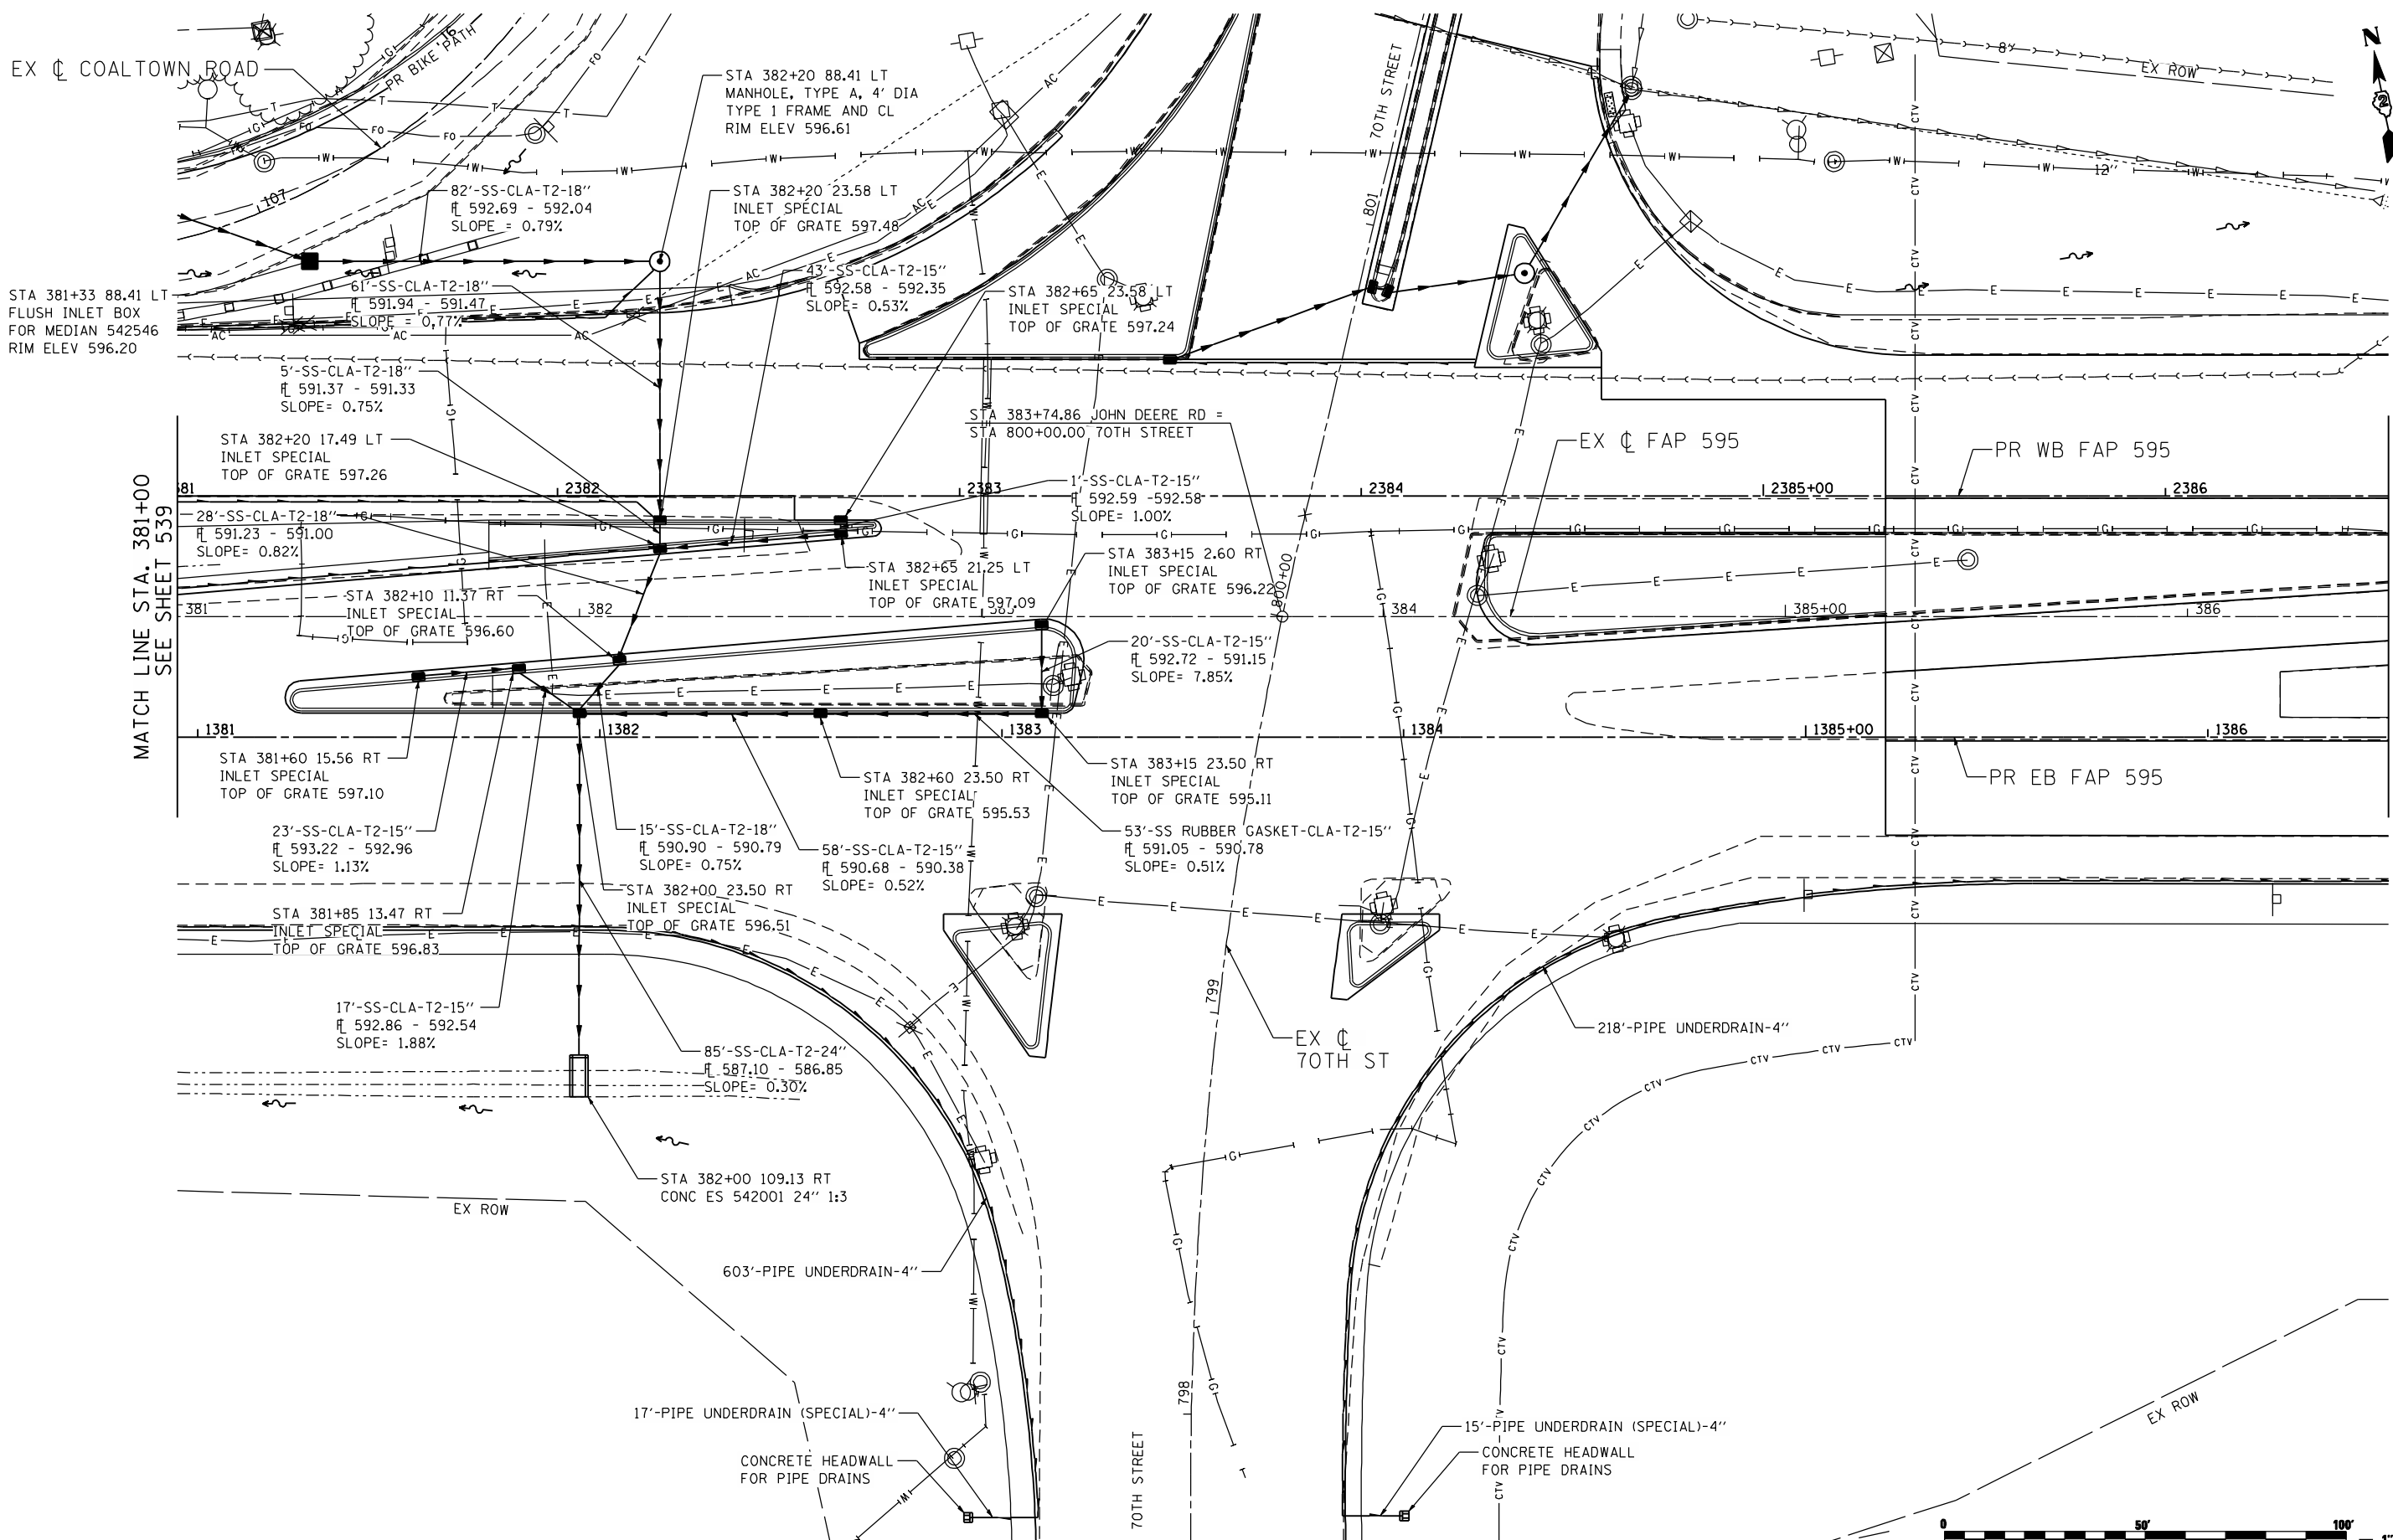 EX ℄ COALTOWN ROAD
PR BIKE PATH
107
STA 382+20 88.41 LT
MANHOLE, TYPE A, 4' DIA
TYPE 1 FRAME AND CL
RIM ELEV 596.61
82'-SS-CLA-T2-18''
FL 592.69 - 592.04
SLOPE = 0.79%
STA 382+20 23.58 LT
INLET SPECIAL
TOP OF GRATE 597.48
70TH STREET
801
8''
EX ROW
12''
N
STA 381+33 88.41 LT
FLUSH INLET BOX
FOR MEDIAN 542546
RIM ELEV 596.20
61'-SS-CLA-T2-18''
FL 591.94 - 591.47
SLOPE = 0.77%
43'-SS-CLA-T2-15''
FL 592.58 - 592.35
SLOPE= 0.53%
STA 382+65 23.58 LT
INLET SPECIAL
TOP OF GRATE 597.24
5'-SS-CLA-T2-18''
FL 591.37 - 591.33
SLOPE= 0.75%
STA 382+20 17.49 LT
INLET SPECIAL
TOP OF GRATE 597.26
STA 383+74.86 JOHN DEERE RD =
STA 800+00.00 70TH STREET
EX ℄ FAP 595
PR WB FAP 595
MATCH LINE STA. 381+00
SEE SHEET 539
2382
2383
2384
2385+00
2386
1'-SS-CLA-T2-15''
FL 592.59 -592.58
SLOPE= 1.00%
28'-SS-CLA-T2-18''
FL 591.23 - 591.00
SLOPE= 0.82%
STA 382+65 21.25 LT
INLET SPECIAL
TOP OF GRATE 597.09
STA 383+15 2.60 RT
INLET SPECIAL
TOP OF GRATE 596.22
800+00
STA 382+10 11.37 RT
INLET SPECIAL
TOP OF GRATE 596.60
381
382
383
384
385+00
386
20'-SS-CLA-T2-15''
FL 592.72 - 591.15
SLOPE= 7.85%
1381
1382
1383
1384
1385+00
1386
STA 381+60 15.56 RT
INLET SPECIAL
TOP OF GRATE 597.10
STA 382+60 23.50 RT
INLET SPECIAL
TOP OF GRATE 595.53
STA 383+15 23.50 RT
INLET SPECIAL
TOP OF GRATE 595.11
PR EB FAP 595
23'-SS-CLA-T2-15''
FL 593.22 - 592.96
SLOPE= 1.13%
15'-SS-CLA-T2-18''
FL 590.90 - 590.79
SLOPE= 0.75%
58'-SS-CLA-T2-15''
FL 590.68 - 590.38
SLOPE= 0.52%
53'-SS RUBBER GASKET-CLA-T2-15''
FL 591.05 - 590.78
SLOPE= 0.51%
STA 382+00 23.50 RT
INLET SPECIAL
TOP OF GRATE 596.51
STA 381+85 13.47 RT
INLET SPECIAL
TOP OF GRATE 596.83
17'-SS-CLA-T2-15''
FL 592.86 - 592.54
SLOPE= 1.88%
85'-SS-CLA-T2-24''
FL 587.10 - 586.85
SLOPE= 0.30%
799
EX ℄
70TH ST
218'-PIPE UNDERDRAIN-4''
STA 382+00 109.13 RT
CONC ES 542001 24'' 1:3
EX ROW
603'-PIPE UNDERDRAIN-4''
798
17'-PIPE UNDERDRAIN (SPECIAL)-4''
CONCRETE HEADWALL
FOR PIPE DRAINS
70TH STREET
15'-PIPE UNDERDRAIN (SPECIAL)-4''
CONCRETE HEADWALL
FOR PIPE DRAINS
EX ROW
0
50'
100'